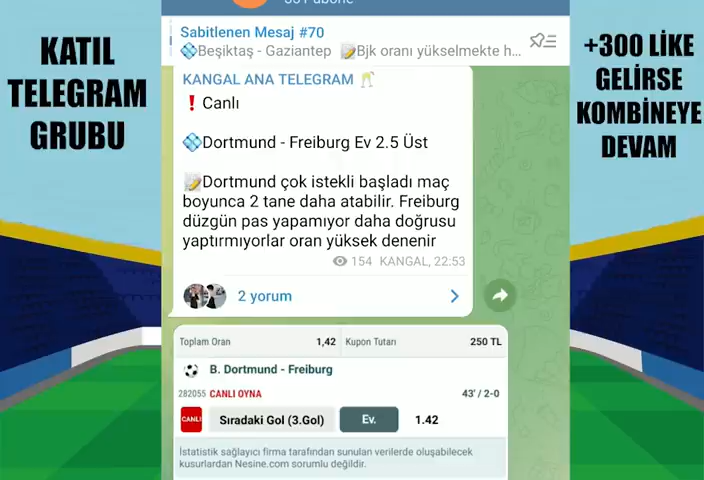 KATIL
TELEGRAM
GRUBU
+300 LİKE
GELİRSE
KOMBİNEYE
DEVAM
Sabitlenen Mesaj #70
Beşiktaş - Gaziantep Bjk oranı yükselmekte h...
KANGAL ANA TELEGRAM
Canlı
Dortmund - Freiburg Ev 2.5 Üst
Dortmund çok istekli başladı maç
boyunca 2 tane daha atabilir. Freiburg
düzgün pas yapamıyor daha doğrusu
yaptırmıyorlar oran yüksek denenir
154 KANGAL, 22:53
2 yorum
Toplam Oran 1,42 Kupon Tutarı 250 TL
B. Dortmund - Freiburg
282055 CANLI OYNA 43' / 2-0
CANLI Sıradaki Gol (3.Gol) Ev. 1.42
İstatistik sağlayıcı firma tarafından sunulan verilerde oluşabilecek
kusurlardan Nesine.com sorumlu değildir.